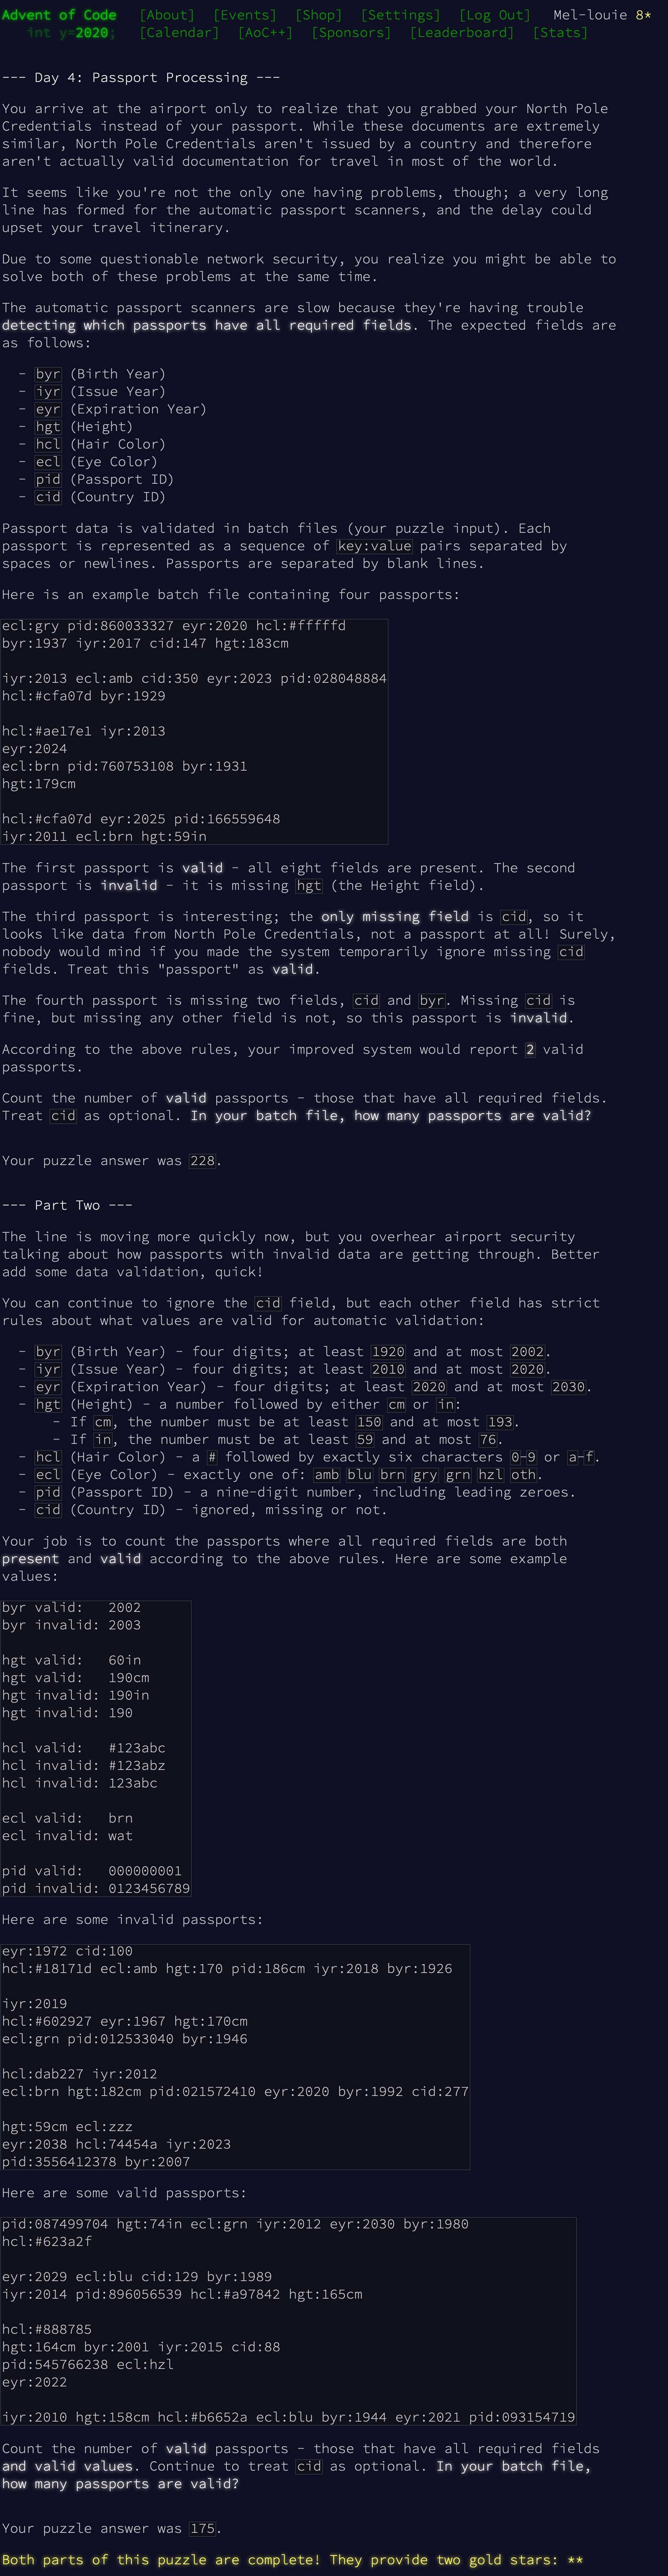 Advent of Code [About] [Events] [Shop] [Settings] [Log Out] Mel-louie 8*
int y=2020; [Calendar] [AoC++] [Sponsors] [Leaderboard] [Stats]
--- Day 4: Passport Processing ---
You arrive at the airport only to realize that you grabbed your North Pole
Credentials instead of your passport. While these documents are extremely
similar, North Pole Credentials aren't issued by a country and therefore
aren't actually valid documentation for travel in most of the world.
It seems like you're not the only one having problems, though; a very long
line has formed for the automatic passport scanners, and the delay could
upset your travel itinerary.
Due to some questionable network security, you realize you might be able to
solve both of these problems at the same time.
The automatic passport scanners are slow because they're having trouble
detecting which passports have all required fields. The expected fields are
as follows:
- byr (Birth Year)
- iyr (Issue Year)
- eyr (Expiration Year)
- hgt (Height)
- hcl (Hair Color)
- ecl (Eye Color)
- pid (Passport ID)
- cid (Country ID)
Passport data is validated in batch files (your puzzle input). Each
passport is represented as a sequence of key:value pairs separated by
spaces or newlines. Passports are separated by blank lines.
Here is an example batch file containing four passports:
ecl:gry pid:860033327 eyr:2020 hcl:#fffffd
byr:1937 iyr:2017 cid:147 hgt:183cm
iyr:2013 ecl:amb cid:350 eyr:2023 pid:028048884
hcl:#cfa07d byr:1929
hcl:#ae17e1 iyr:2013
eyr:2024
ecl:brn pid:760753108 byr:1931
hgt:179cm
hcl:#cfa07d eyr:2025 pid:166559648
iyr:2011 ecl:brn hgt:59in
The first passport is valid - all eight fields are present. The second
passport is invalid - it is missing hgt (the Height field).
The third passport is interesting; the only missing field is cid, so it
looks like data from North Pole Credentials, not a passport at all! Surely,
nobody would mind if you made the system temporarily ignore missing cid
fields. Treat this "passport" as valid.
The fourth passport is missing two fields, cid and byr. Missing cid is
fine, but missing any other field is not, so this passport is invalid.
According to the above rules, your improved system would report 2 valid
passports.
Count the number of valid passports - those that have all required fields.
Treat cid as optional. In your batch file, how many passports are valid?
Your puzzle answer was 228.
--- Part Two ---
The line is moving more quickly now, but you overhear airport security
talking about how passports with invalid data are getting through. Better
add some data validation, quick!
You can continue to ignore the cid field, but each other field has strict
rules about what values are valid for automatic validation:
- byr (Birth Year) - four digits; at least 1920 and at most 2002.
- iyr (Issue Year) - four digits; at least 2010 and at most 2020.
- eyr (Expiration Year) - four digits; at least 2020 and at most 2030.
- hgt (Height) - a number followed by either cm or in:
- If cm, the number must be at least 150 and at most 193.
- If in, the number must be at least 59 and at most 76.
- hcl (Hair Color) - a # followed by exactly six characters 0-9 or a-f.
- ecl (Eye Color) - exactly one of: amb blu brn gry grn hzl oth.
- pid (Passport ID) - a nine-digit number, including leading zeroes.
- cid (Country ID) - ignored, missing or not.
Your job is to count the passports where all required fields are both
present and valid according to the above rules. Here are some example
values:
byr valid: 2002
byr invalid: 2003
hgt valid: 60in
hgt valid: 190cm
hgt invalid: 190in
hgt invalid: 190
hcl valid: #123abc
hcl invalid: #123abz
hcl invalid: 123abc
ecl valid: brn
ecl invalid: wat
pid valid: 000000001
pid invalid: 0123456789
Here are some invalid passports:
eyr:1972 cid:100
hcl:#18171d ecl:amb hgt:170 pid:186cm iyr:2018 byr:1926
iyr:2019
hcl:#602927 eyr:1967 hgt:170cm
ecl:grn pid:012533040 byr:1946
hcl:dab227 iyr:2012
ecl:brn hgt:182cm pid:021572410 eyr:2020 byr:1992 cid:277
hgt:59cm ecl:zzz
eyr:2038 hcl:74454a iyr:2023
pid:3556412378 byr:2007
Here are some valid passports:
pid:087499704 hgt:74in ecl:grn iyr:2012 eyr:2030 byr:1980
hcl:#623a2f
eyr:2029 ecl:blu cid:129 byr:1989
iyr:2014 pid:896056539 hcl:#a97842 hgt:165cm
hcl:#888785
hgt:164cm byr:2001 iyr:2015 cid:88
pid:545766238 ecl:hzl
eyr:2022
iyr:2010 hgt:158cm hcl:#b6652a ecl:blu byr:1944 eyr:2021 pid:093154719
Count the number of valid passports - those that have all required fields
and valid values. Continue to treat cid as optional. In your batch file,
how many passports are valid?
Your puzzle answer was 175.
Both parts of this puzzle are complete! They provide two gold stars: **